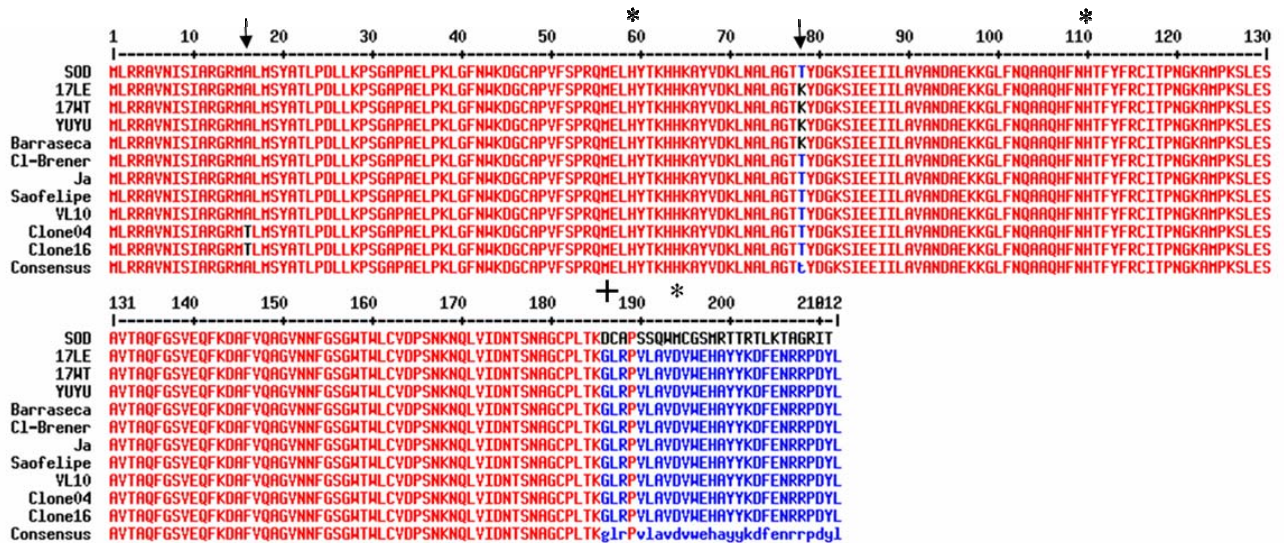 * *
1 10 20 30 40 50 60 70 80 90 100 110 120 130
SOD MLRRAVNISIARGRMALMSYATLPDLLKPSGAPAELPKLGFNWKDGCAPVFSPRQMELHYTKHHKAYVDKLNALAGTTYDGKSIEEIILAVANDAEKKGLFNQAAQHFNHTFYFRCITPNGKAMPKSLES
17LE MLRRAVNISIARGRMALMSYATLPDLLKPSGAPAELPKLGFNWKDGCAPVFSPRQMELHYTKHHKAYVDKLNALAGTKYDGKSIEEIILAVANDAEKKGLFNQAAQHFNHTFYFRCITPNGKAMPKSLES
17WT MLRRAVNISIARGRMALMSYATLPDLLKPSGAPAELPKLGFNWKDGCAPVFSPRQMELHYTKHHKAYVDKLNALAGTKYDGKSIEEIILAVANDAEKKGLFNQAAQHFNHTFYFRCITPNGKAMPKSLES
YUYU MLRRAVNISIARGRMALMSYATLPDLLKPSGAPAELPKLGFNWKDGCAPVFSPRQMELHYTKHHKAYVDKLNALAGTKYDGKSIEEIILAVANDAEKKGLFNQAAQHFNHTFYFRCITPNGKAMPKSLES
Barraseca MLRRAVNISIARGRMALMSYATLPDLLKPSGAPAELPKLGFNWKDGCAPVFSPRQMELHYTKHHKAYVDKLNALAGTKYDGKSIEEIILAVANDAEKKGLFNQAAQHFNHTFYFRCITPNGKAMPKSLES
Cl-Brener MLRRAVNISIARGRMALMSYATLPDLLKPSGAPAELPKLGFNWKDGCAPVFSPRQMELHYTKHHKAYVDKLNALAGTTYDGKSIEEIILAVANDAEKKGLFNQAAQHFNHTFYFRCITPNGKAMPKSLES
Ja MLRRAVNISIARGRMALMSYATLPDLLKPSGAPAELPKLGFNWKDGCAPVFSPRQMELHYTKHHKAYVDKLNALAGTTYDGKSIEEIILAVANDAEKKGLFNQAAQHFNHTFYFRCITPNGKAMPKSLES
Saofelipe MLRRAVNISIARGRMALMSYATLPDLLKPSGAPAELPKLGFNWKDGCAPVFSPRQMELHYTKHHKAYVDKLNALAGTTYDGKSIEEIILAVANDAEKKGLFNQAAQHFNHTFYFRCITPNGKAMPKSLES
VL10 MLRRAVNISIARGRMALMSYATLPDLLKPSGAPAELPKLGFNWKDGCAPVFSPRQMELHYTKHHKAYVDKLNALAGTTYDGKSIEEIILAVANDAEKKGLFNQAAQHFNHTFYFRCITPNGKAMPKSLES
Clone04 MLRRAVNISIARGRMTLMSYATLPDLLKPSGAPAELPKLGFNWKDGCAPVFSPRQMELHYTKHHKAYVDKLNALAGTTYDGKSIEEIILAVANDAEKKGLFNQAAQHFNHTFYFRCITPNGKAMPKSLES
Clone16 MLRRAVNISIARGRMTLMSYATLPDLLKPSGAPAELPKLGFNWKDGCAPVFSPRQMELHYTKHHKAYVDKLNALAGTTYDGKSIEEIILAVANDAEKKGLFNQAAQHFNHTFYFRCITPNGKAMPKSLES
Consensus MLRRAVNISIARGRMALMSYATLPDLLKPSGAPAELPKLGFNWKDGCAPVFSPRQMELHYTKHHKAYVDKLNALAGTtYDGKSIEEIILAVANDAEKKGLFNQAAQHFNHTFYFRCITPNGKAMPKSLES
+ *
131 140 150 160 170 180 190 200
SOD AVTAQFGSVEQFKDAFVQAGVNNFGSGWTWLCVDPSNKNQLVIDNTSNAGCPLTKDCAPSSQWMCGSMRTTRTLKTAGRIT
17LE AVTAQFGSVEQFKDAFVQAGVNNFGSGWTWLCVDPSNKNQLVIDNTSNAGCPLTKGLRPVLAVDVWEHAYYKDFENRRPDYL
17WT AVTAQFGSVEQFKDAFVQAGVNNFGSGWTWLCVDPSNKNQLVIDNTSNAGCPLTKGLRPVLAVDVWEHAYYKDFENRRPDYL
YUYU AVTAQFGSVEQFKDAFVQAGVNNFGSGWTWLCVDPSNKNQLVIDNTSNAGCPLTKGLRPVLAVDVWEHAYYKDFENRRPDYL
Barraseca AVTAQFGSVEQFKDAFVQAGVNNFGSGWTWLCVDPSNKNQLVIDNTSNAGCPLTKGLRPVLAVDVWEHAYYKDFENRRPDYL
Cl-Brener AVTAQFGSVEQFKDAFVQAGVNNFGSGWTWLCVDPSNKNQLVIDNTSNAGCPLTKGLRPVLAVDVWEHAYYKDFENRRPDYL
Ja AVTAQFGSVEQFKDAFVQAGVNNFGSGWTWLCVDPSNKNQLVIDNTSNAGCPLTKGLRPVLAVDVWEHAYYKDFENRRPDYL
Saofelipe AVTAQFGSVEQFKDAFVQAGVNNFGSGWTWLCVDPSNKNQLVIDNTSNAGCPLTKGLRPVLAVDVWEHAYYKDFENRRPDYL
VL10 AVTAQFGSVEQFKDAFVQAGVNNFGSGWTWLCVDPSNKNQLVIDNTSNAGCPLTKGLRPVLAVDVWEHAYYKDFENRRPDYL
Clone04 AVTAQFGSVEQFKDAFVQAGVNNFGSGWTWLCVDPSNKNQLVIDNTSNAGCPLTKGLRPVLAVDVWEHAYYKDFENRRPDYL
Clone16 AVTAQFGSVEQFKDAFVQAGVNNFGSGWTWLCVDPSNKNQLVIDNTSNAGCPLTKGLRPVLAVDVWEHAYYKDFENRRPDYL
Consensus AVTAQFGSVEQFKDAFVQAGVNNFGSGWTWLCVDPSNKNQLVIDNTSNAGCPLTKglrPvlavdvwehayykdfenrrpdyl